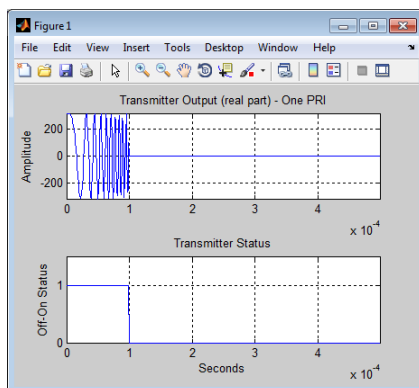 Figure 1
File Edit View Insert Tools Desktop Window Help
Transmitter Output (real part) - One PRI
Amplitude
200
0
-200
0 1 2 3 4
x 10^-4
Transmitter Status
Off-On Status
1
0
0 1 2 3 4
x 10^-4
Seconds